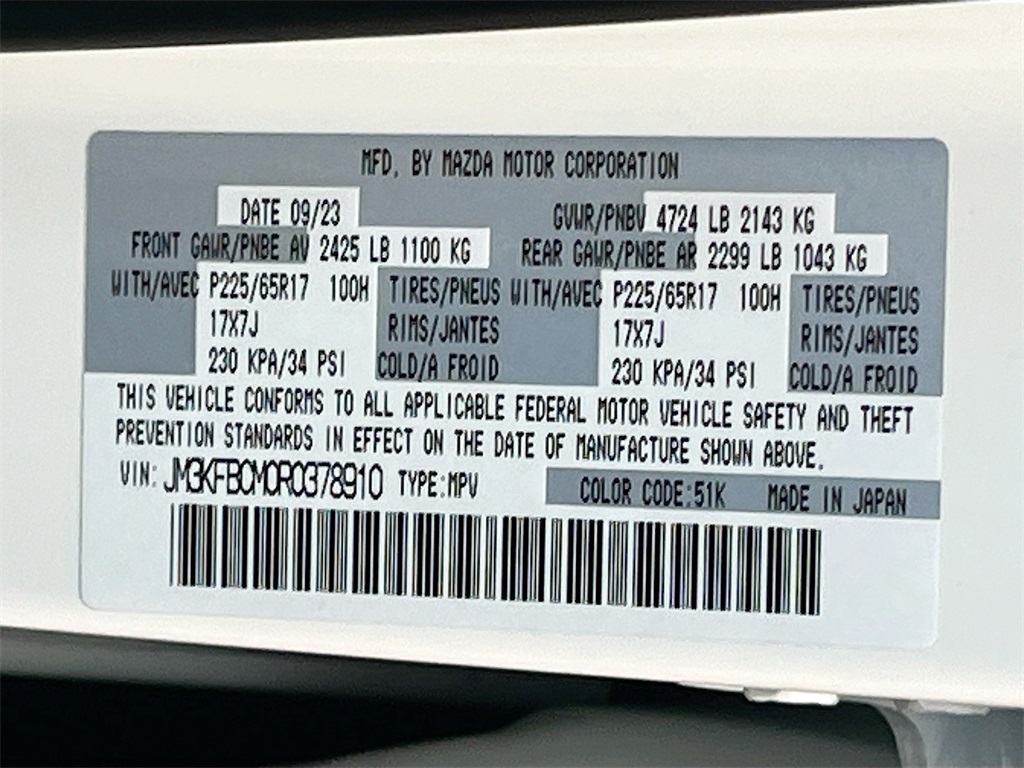 MFD. BY MAZDA MOTOR CORPORATION
DATE 09/23 GVWR/PNBV 4724 LB 2143 KG
FRONT GAWR/PNBE AV 2425 LB 1100 KG REAR GAWR/PNBE AR 2299 LB 1043 KG
WITH/AVEC P225/65R17 100H TIRES/PNEUS WITH/AVEC P225/65R17 100H TIRES/PNEUS
17X7J RIMS/JANTES 17X7J RIMS/JANTES
230 KPA/34 PSI COLD/A FROID 230 KPA/34 PSI COLD/A FROID
THIS VEHICLE CONFORMS TO ALL APPLICABLE FEDERAL MOTOR VEHICLE SAFETY AND THEFT
PREVENTION STANDARDS IN EFFECT ON THE DATE OF MANUFACTURE SHOWN ABOVE.
VIN: JM3KFBCM0R0378910 TYPE:MPV COLOR CODE:51K MADE IN JAPAN